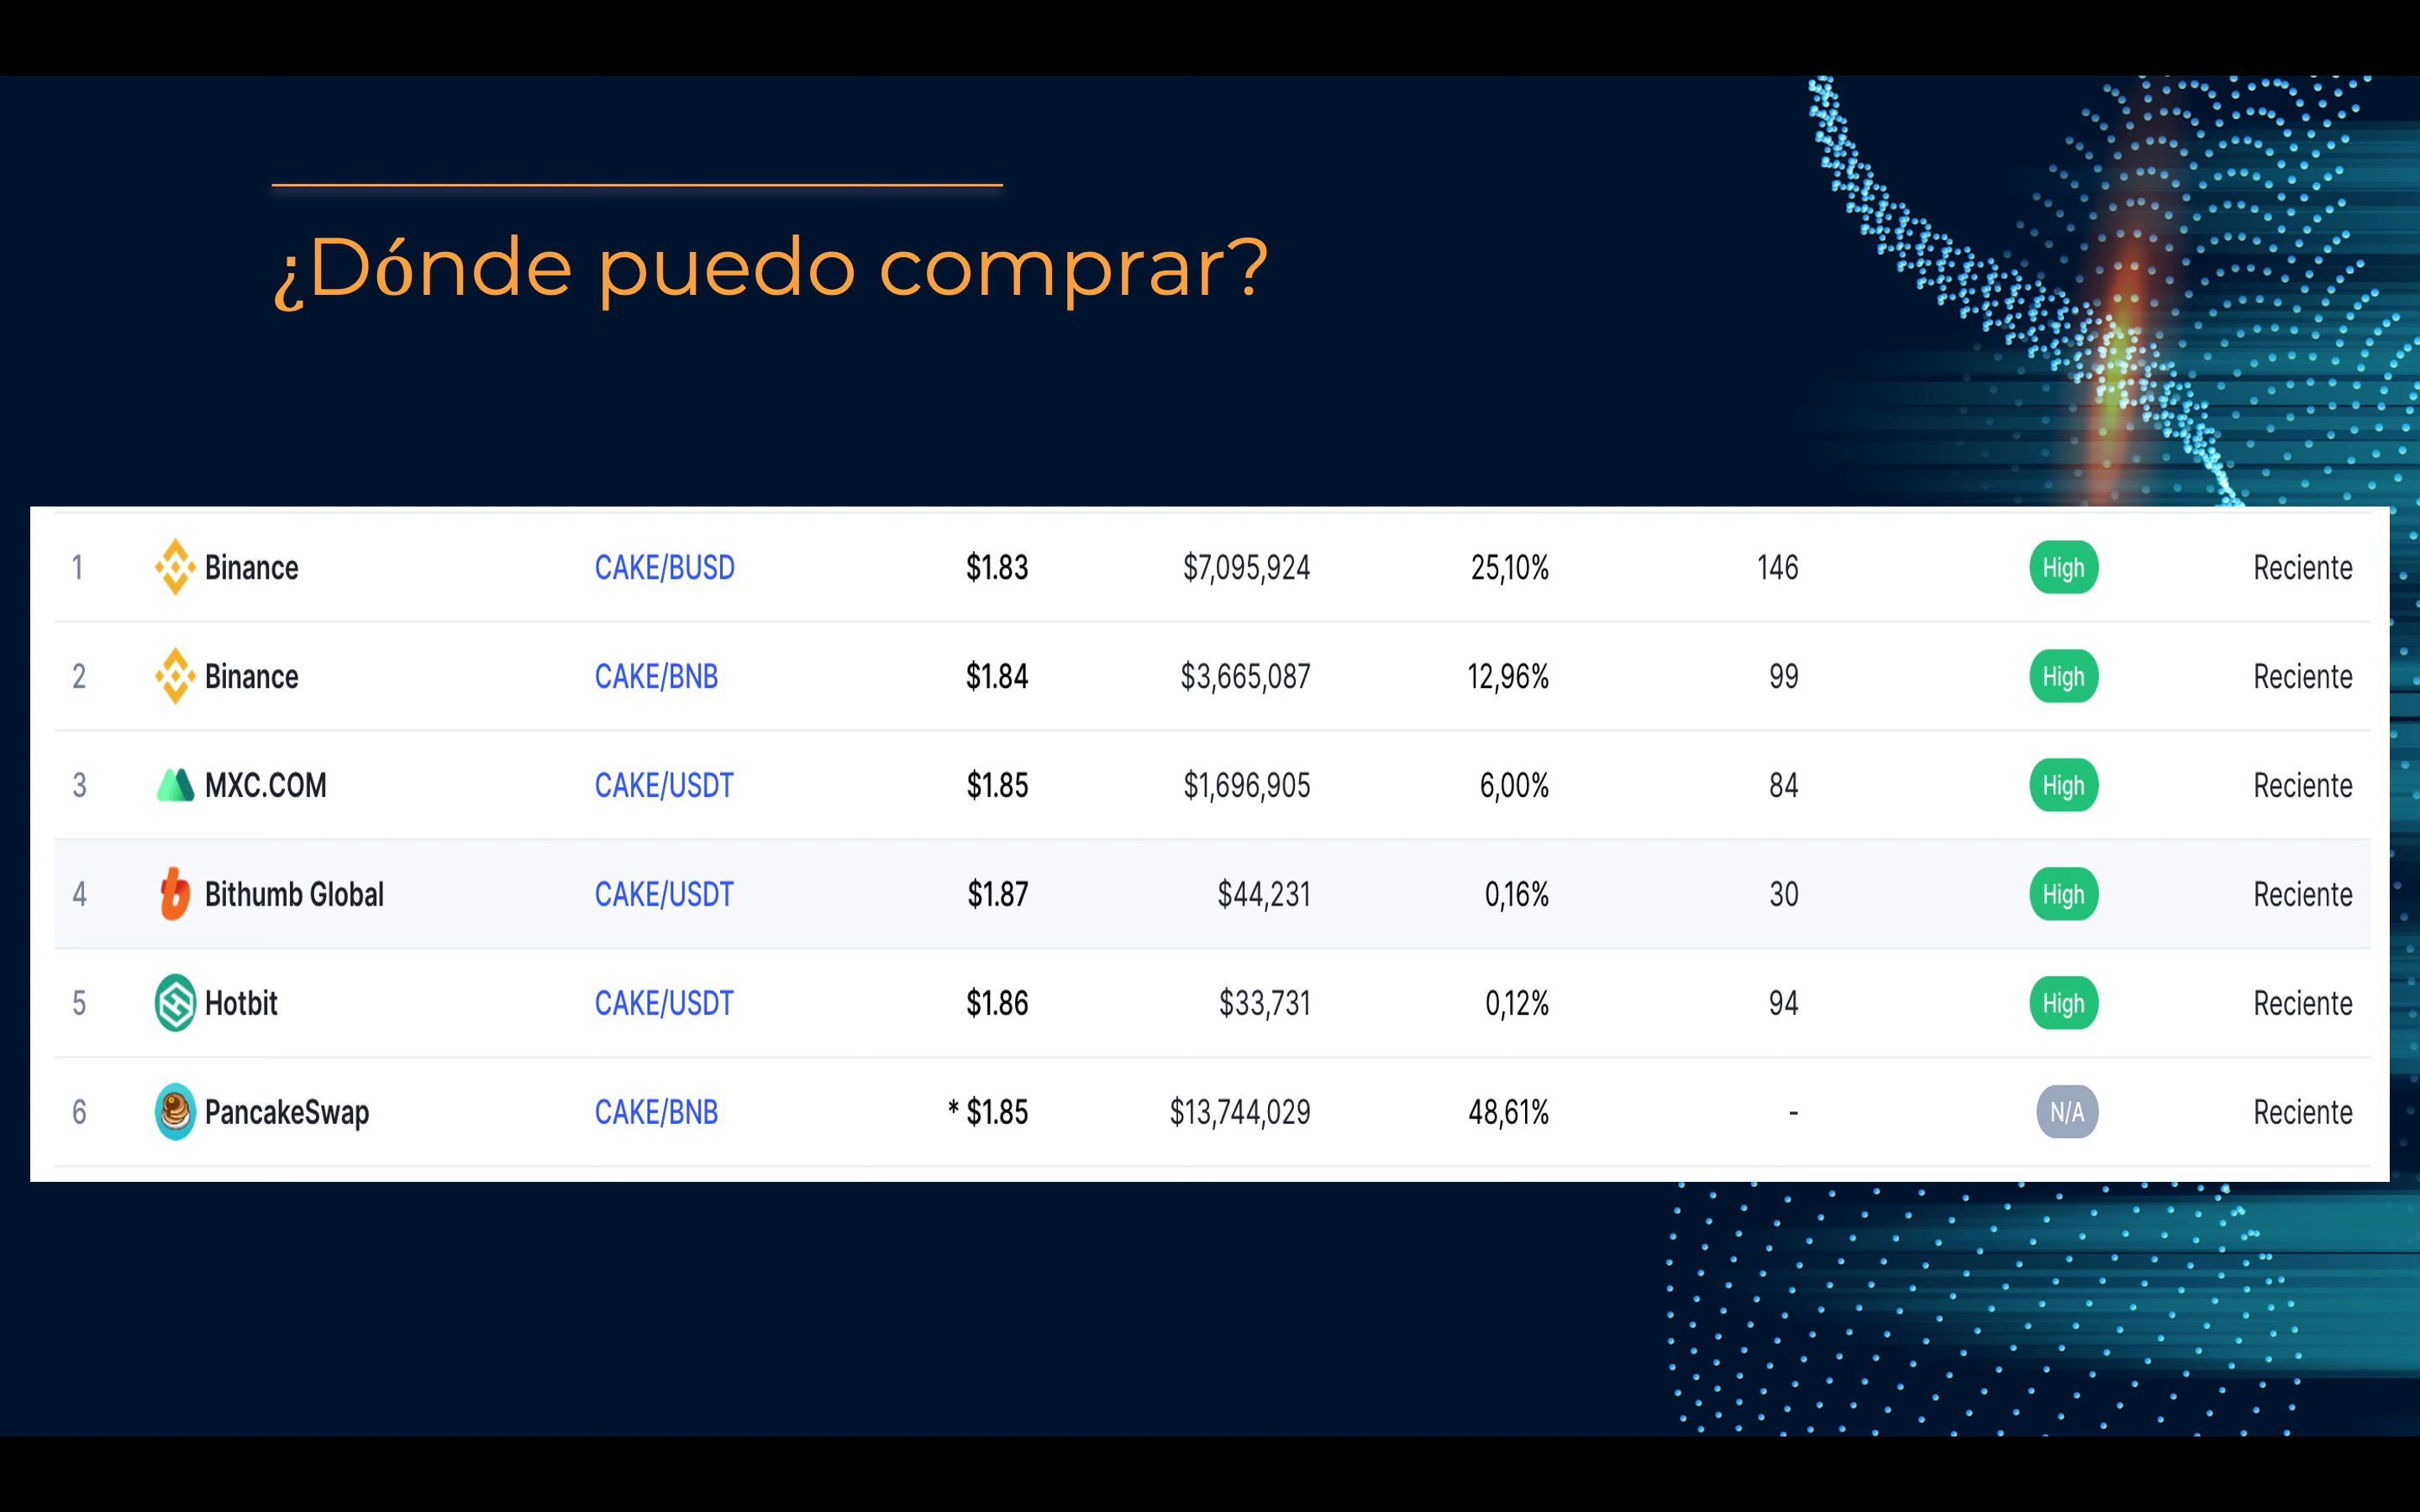 ¿Dónde puedo comprar?
1 Binance CAKE/BUSD $1.83 $7,095,924 25,10% 146 High Reciente
2 Binance CAKE/BNB $1.84 $3,665,087 12,96% 99 High Reciente
3 MXC.COM CAKE/USDT $1.85 $1,696,905 6,00% 84 High Reciente
4 Bithumb Global CAKE/USDT $1.87 $44,231 0,16% 30 High Reciente
5 Hotbit CAKE/USDT $1.86 $33,731 0,12% 94 High Reciente
6 PancakeSwap CAKE/BNB * $1.85 $13,744,029 48,61% - N/A Reciente